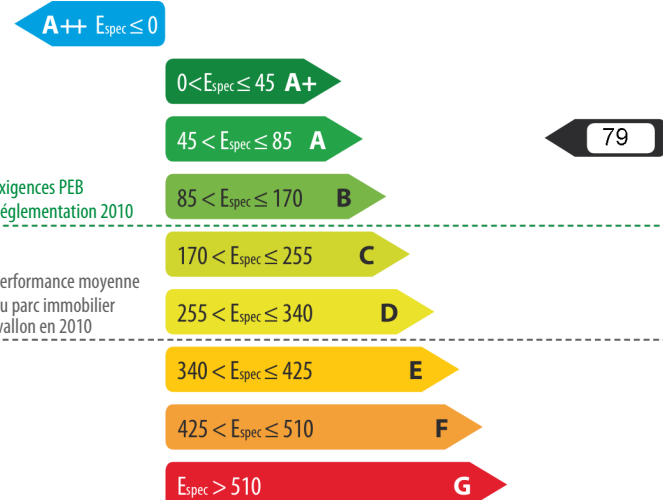 A++ Espec ≤ 0
0<Espec≤ 45 A+
45 < Espec ≤ 85 A
79
xigences PEB
85 < Espec ≤ 170 B
églementation 2010
170 < Espec ≤ 255 C
erformance moyenne
u parc immobilier
255 < Espec ≤ 340 D
vallon en 2010
340 < Espec ≤ 425 E
425 < Espec ≤ 510 F
Espec > 510 G